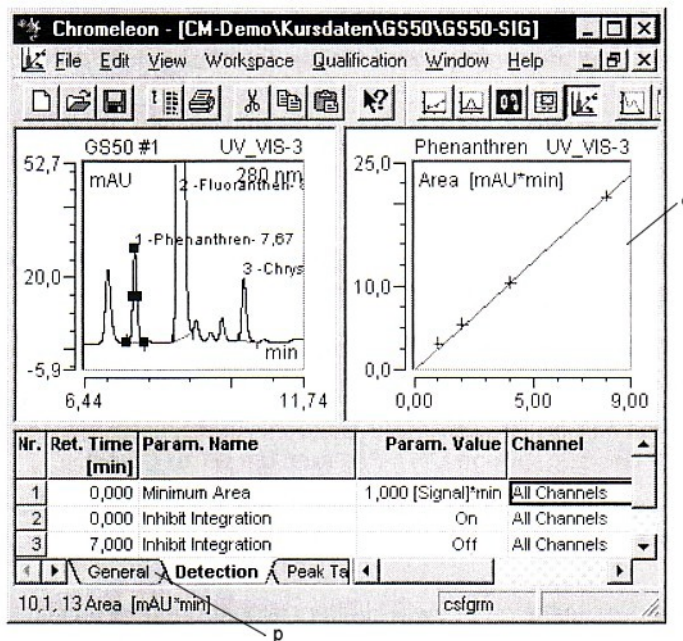 Chromeleon - [CM-Demo\Kursdaten\GS50\GS50-SIG]
File Edit View Workspace Qualification Window Help
GS50 #1 UV_VIS-3
52,7
mAU
280 nm
2 -Fluoranthen-
1 -Phenanthren- 7,67
3 -Chrys
20,0
min
-5,9
6,44 11,74
Phenanthren UV_VIS-3
25,0
Area [mAU*min]
10,0
0,0
0,00 5,00 9,00
Nr. Ret. Time [min] Param. Name Param. Value Channel
1 0,000 Minimum Area 1,000 [Signal]*min All Channels
2 0,000 Inhibit Integration On All Channels
3 7,000 Inhibit Integration Off All Channels
General Detection Peak Ta
10,1, 13 Area [mAU*min] csfgrm
p